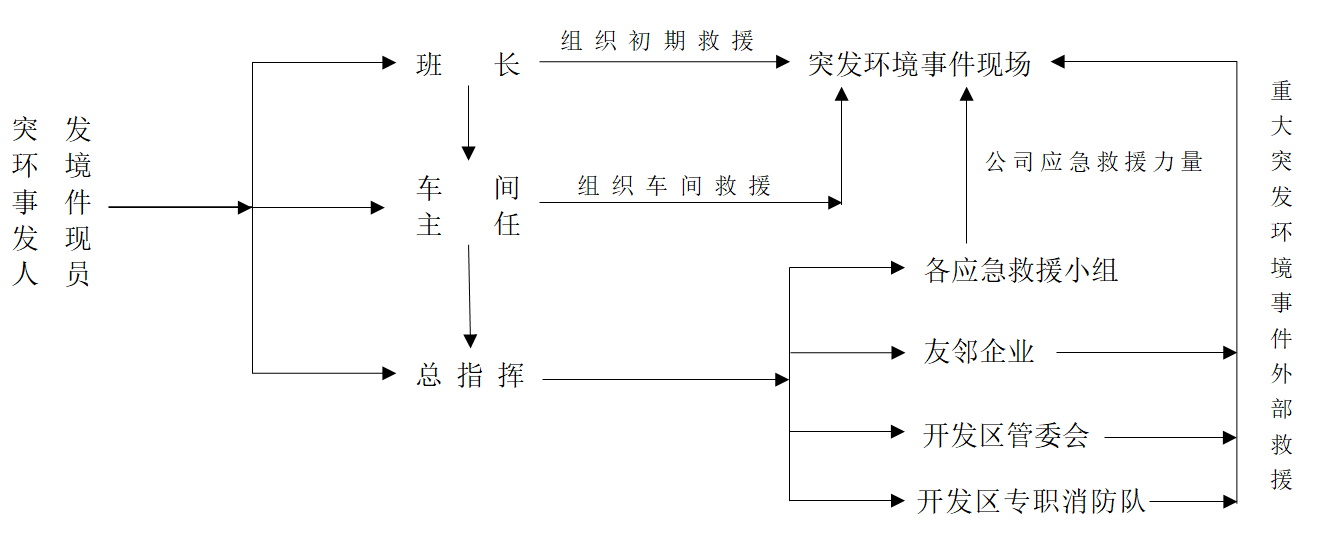 突发
环境
事件
发现
人员
班长
组织初期救援
突发环境事件现场
车间
主任
组织车间救援
公司应急救援力量
总指挥
各应急救援小组
友邻企业
开发区管委会
开发区专职消防队
重大突发环境事件外部救援